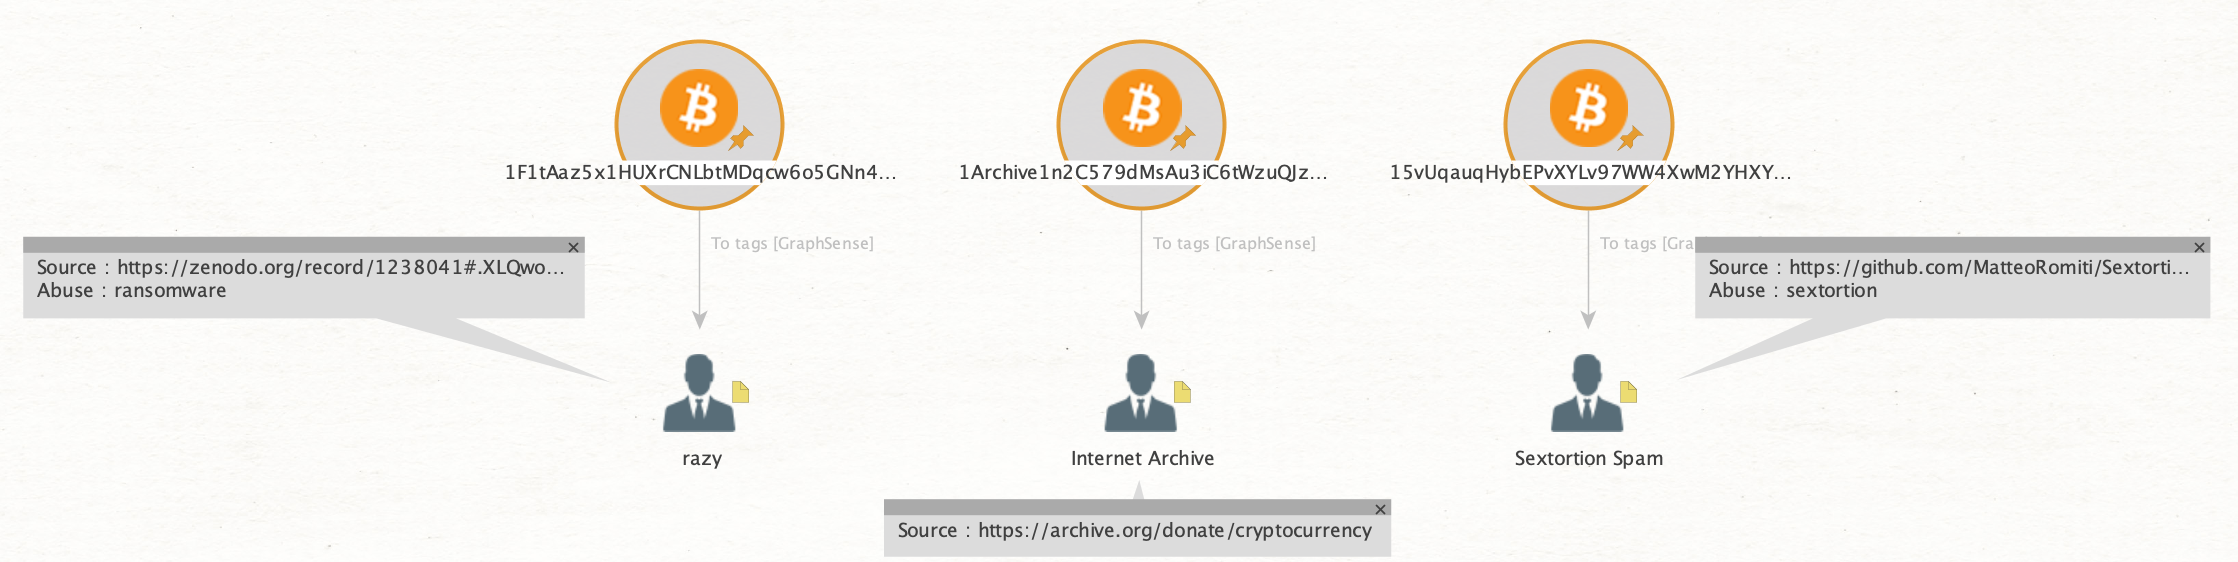 1F1tAaz5x1HUXrCNLbtMDqcw6o5GNn4...
1Archive1n2C579dMsAu3iC6tWzuQJz...
15vUqauqHybEPvXYLv97WW4XwM2YHXY...
To tags [GraphSense]
To tags [GraphSense]
To tags [Gra
Source : https://zenodo.org/record/1238041#.XLQwo...
Abuse : ransomware
Source : https://github.com/MatteoRomiti/Sextorti...
Abuse : sextortion
razy
Internet Archive
Sextortion Spam
Source : https://archive.org/donate/cryptocurrency